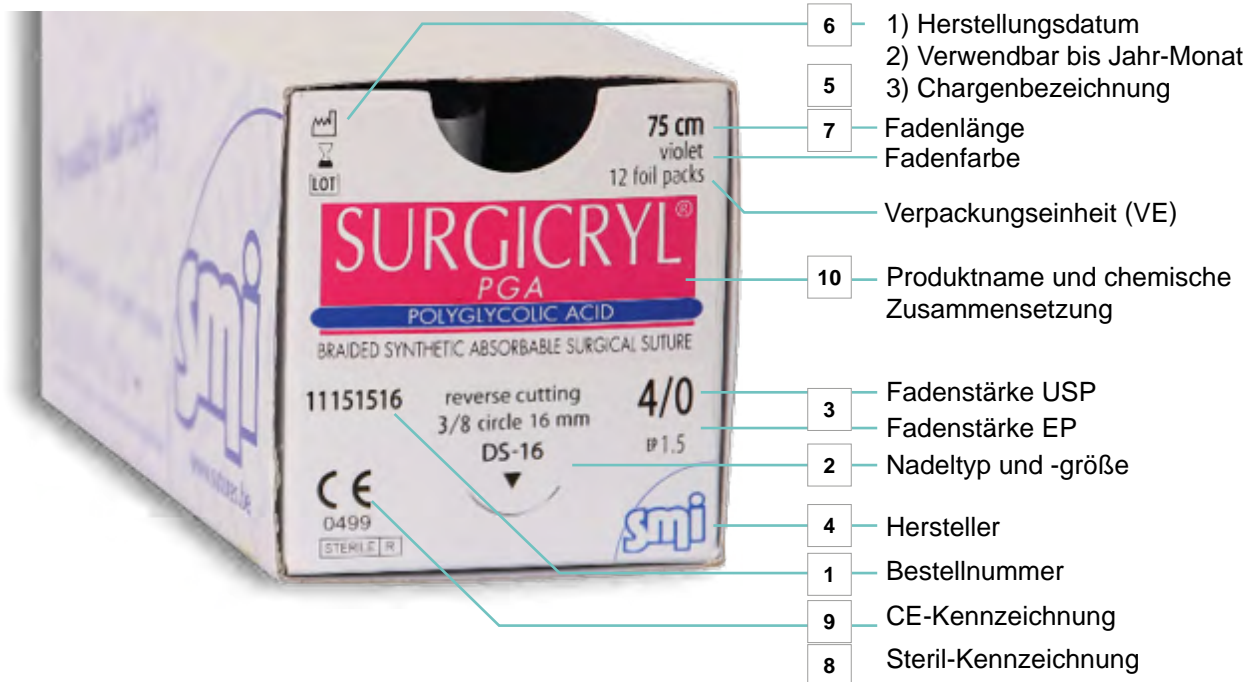 LOT
75 cm
violet
12 foil packs
SURGICRYL®
PGA
POLYGLYCOLIC ACID
BRAIDED SYNTHETIC ABSORBABLE SURGICAL SUTURE
11151516
reverse cutting
3/8 circle 16 mm
DS-16
4/0
EP 1.5
CE
0499
STERILE R
smi
smi
6
1) Herstellungsdatum
2) Verwendbar bis Jahr-Monat
5
3) Chargenbezeichnung
7
Fadenlänge
Fadenfarbe
Verpackungseinheit (VE)
10
Produktname und chemische
Zusammensetzung
3
Fadenstärke USP
Fadenstärke EP
2
Nadeltyp und -größe
4
Hersteller
1
Bestellnummer
9
CE-Kennzeichnung
8
Steril-Kennzeichnung